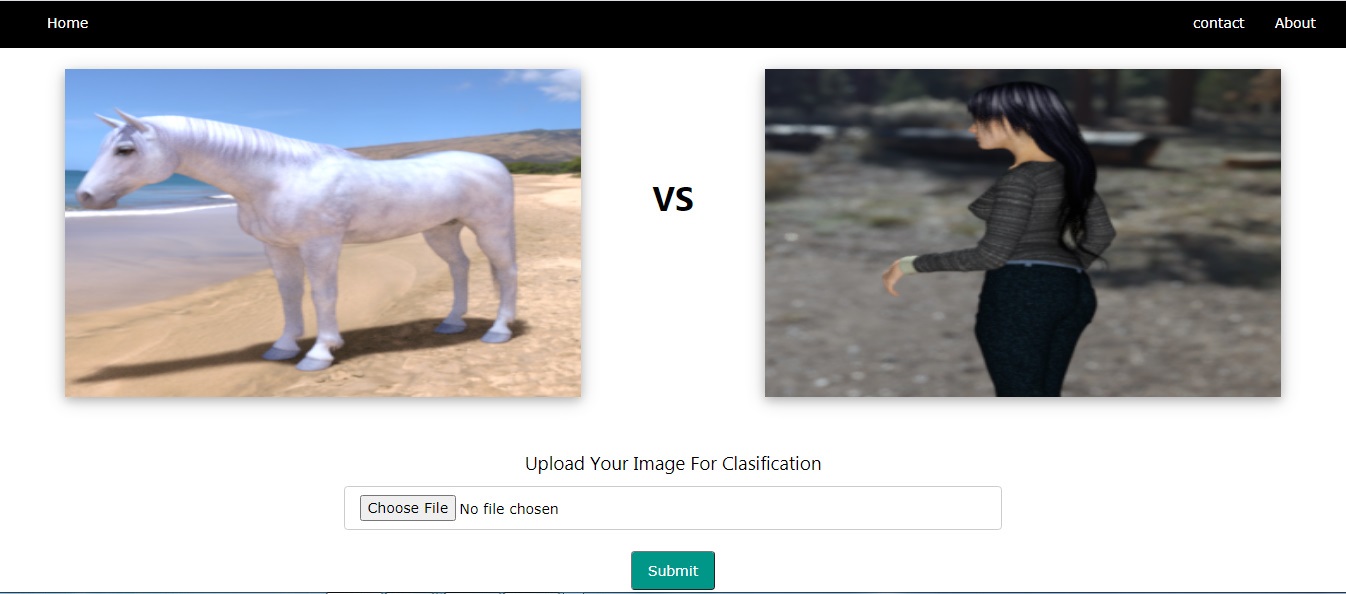 Home contact About
VS
Upload Your Image For Clasification
Choose File No file chosen
Submit